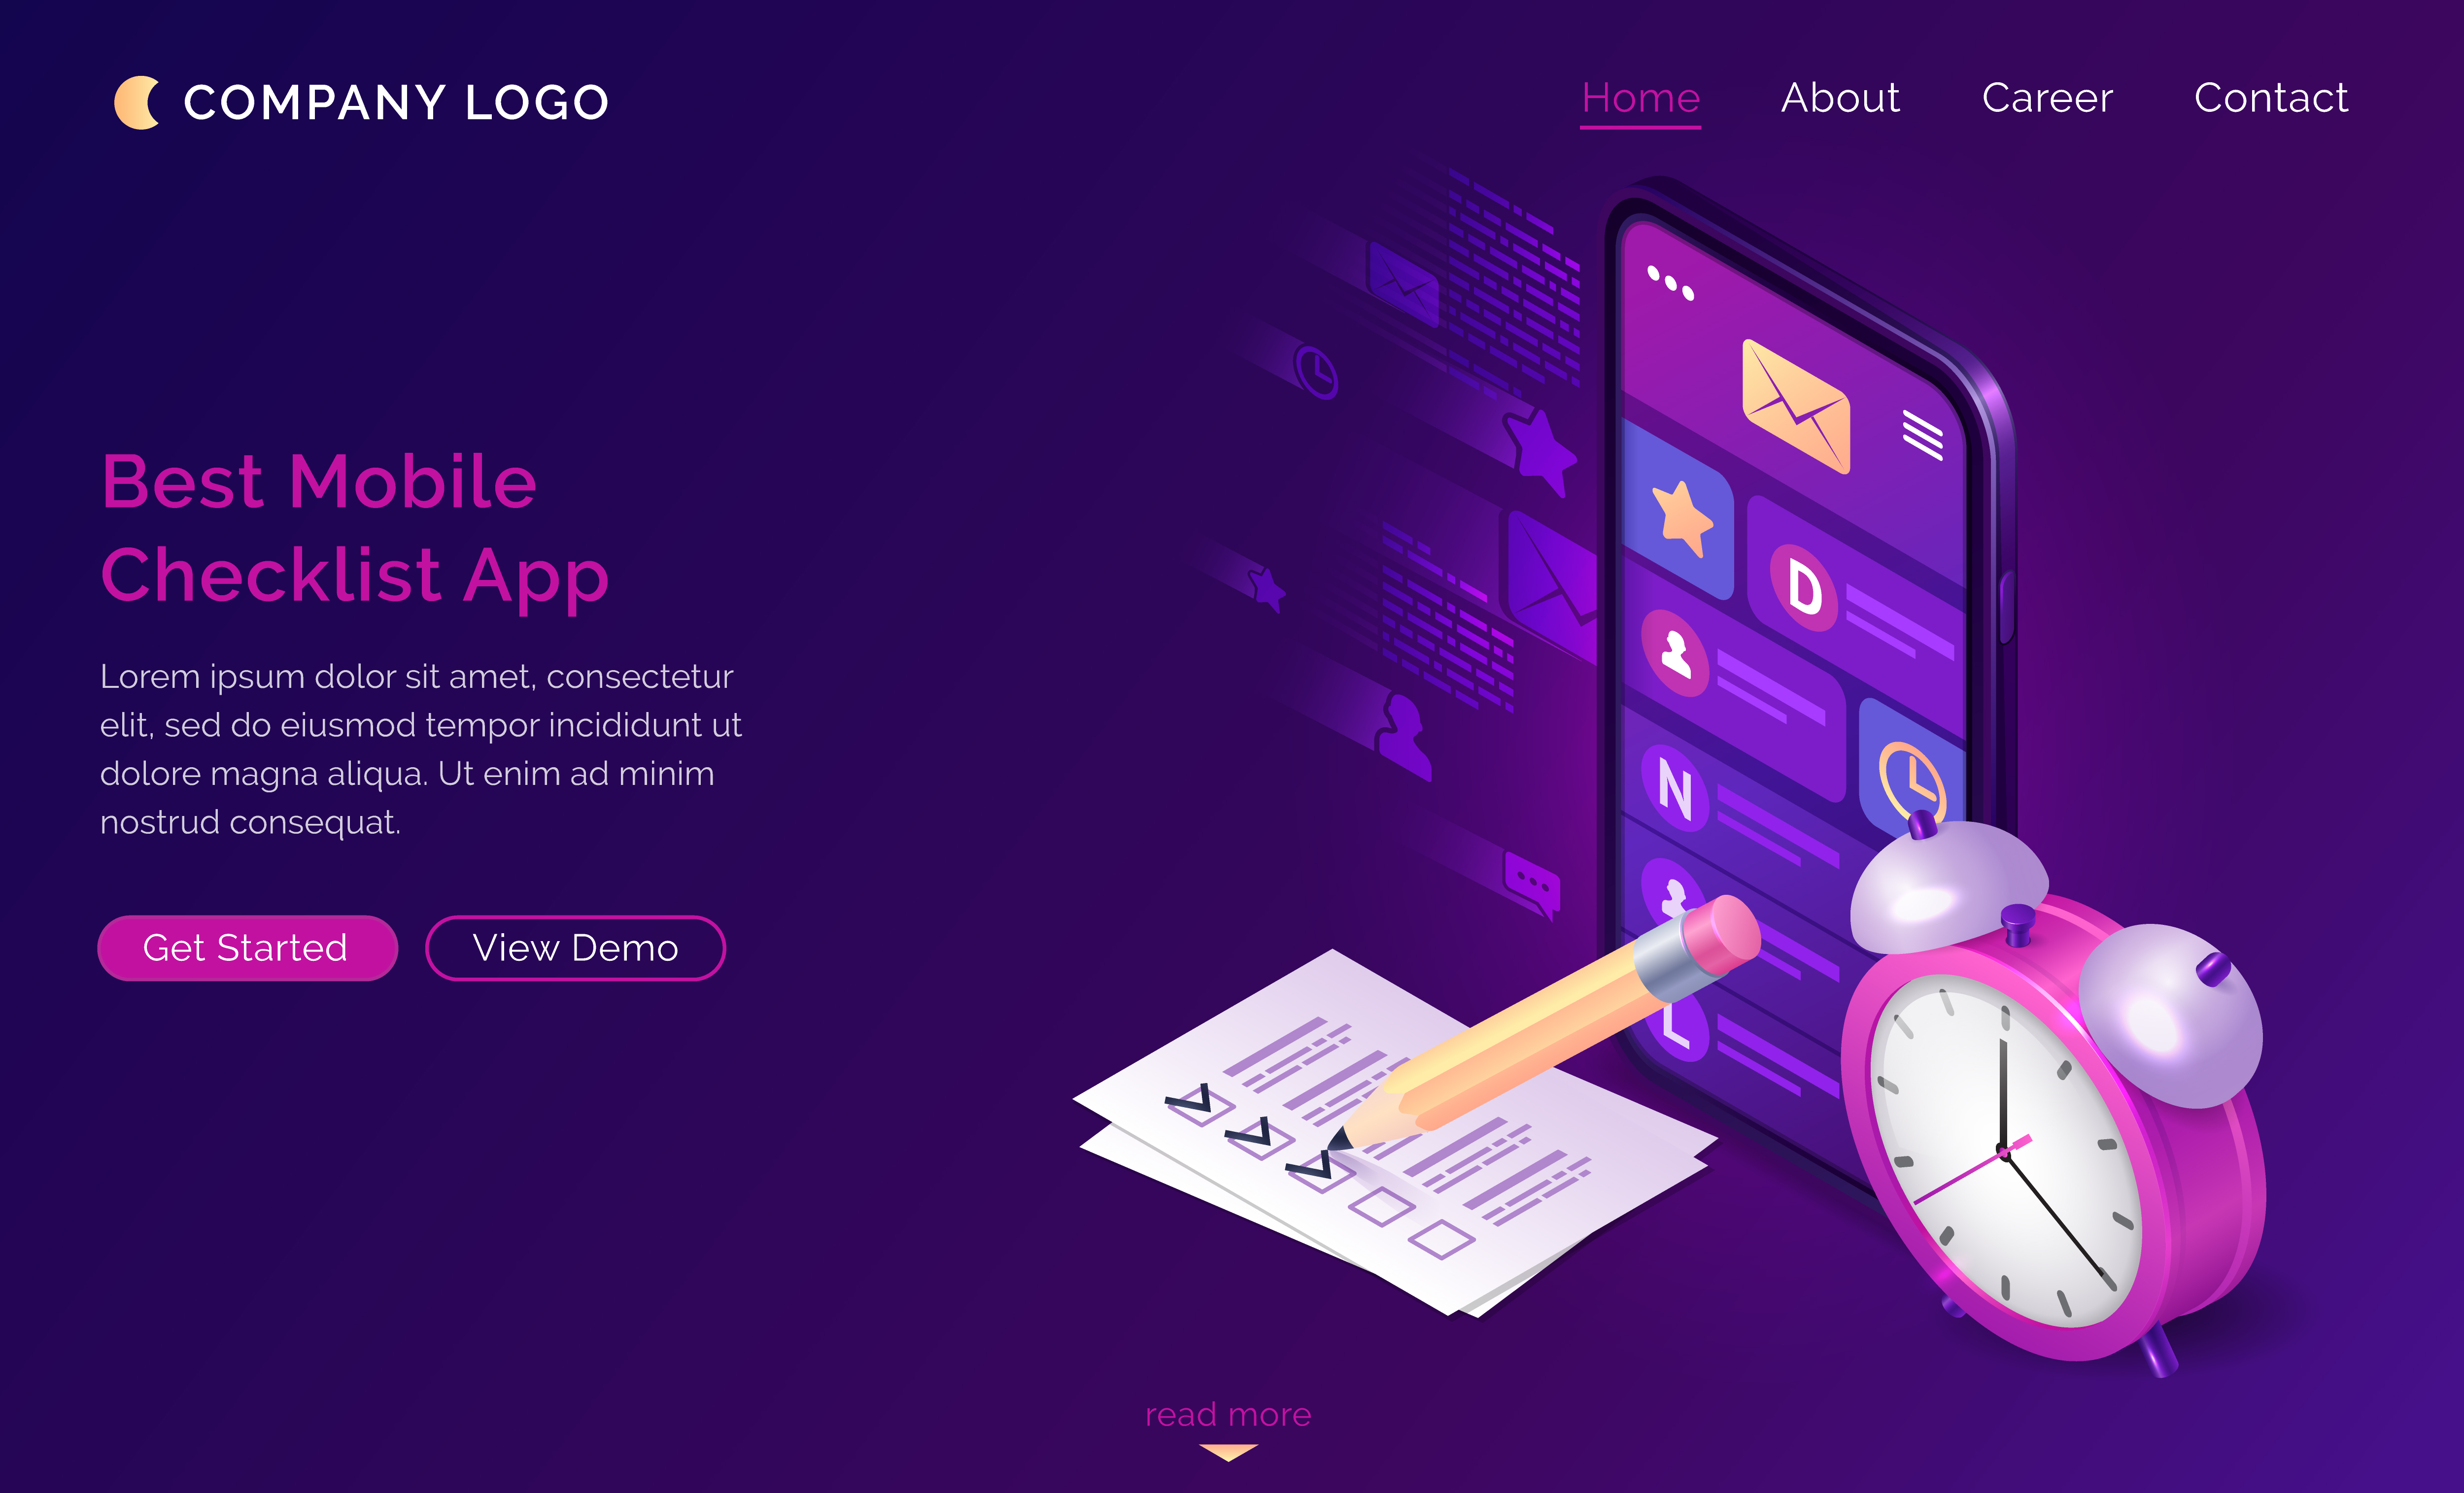 COMPANY LOGO
Home About Career Contact
Best Mobile
Checklist App
Lorem ipsum dolor sit amet, consectetur
elit, sed do eiusmod tempor incididunt ut
dolore magna aliqua. Ut enim ad minim
nostrud consequat.
Get Started View Demo
D
N
L
read more